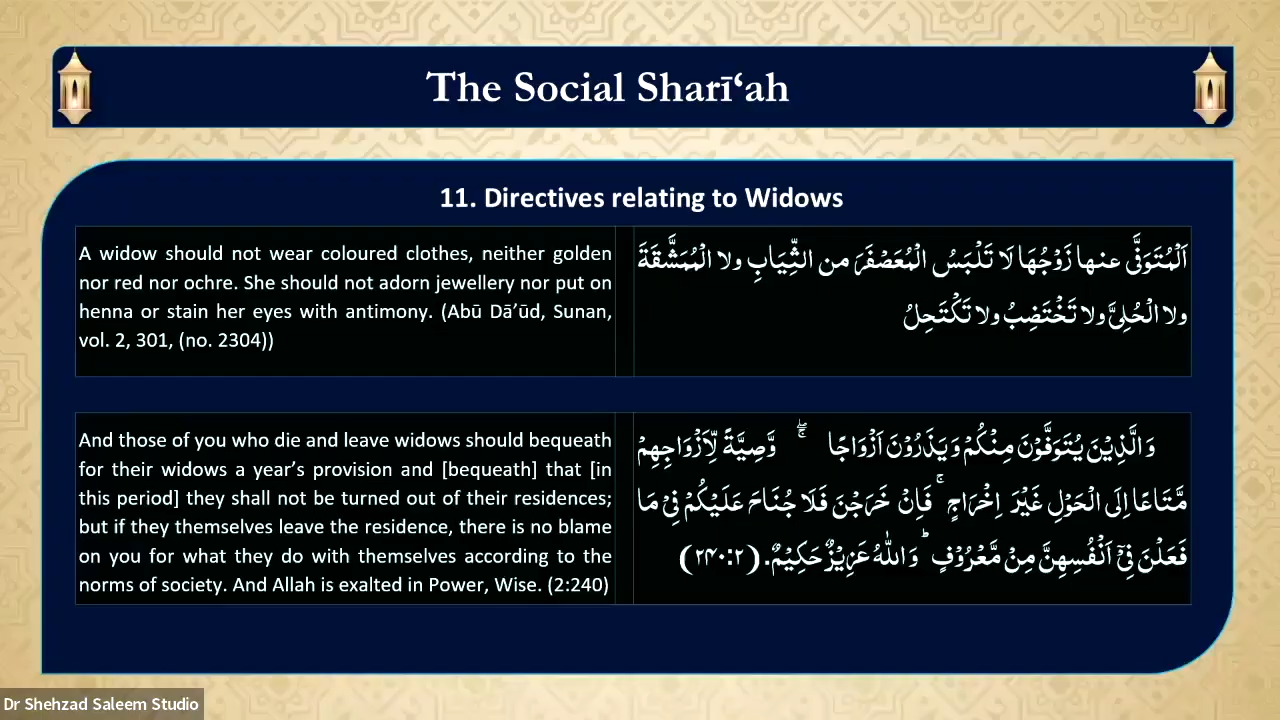 The Social Sharī‘ah
11. Directives relating to Widows
A widow should not wear coloured clothes, neither golden
nor red nor ochre. She should not adorn jewellery nor put on
henna or stain her eyes with antimony. (Abū Dā’ūd, Sunan,
vol. 2, 301, (no. 2304))
اَلْمُتَوَفَّى عنها زَوْجُهَا لَا تَلْبَسُ الْمُعَصْفَرَ من الثِّيَابِ ولا الْمُمَشَّقَةَ
ولا الْحُلِيَّ ولا تَخْتَضِبُ ولا تَكْتَحِلُ
And those of you who die and leave widows should bequeath
for their widows a year’s provision and [bequeath] that [in
this period] they shall not be turned out of their residences;
but if they themselves leave the residence, there is no blame
on you for what they do with themselves according to the
norms of society. And Allah is exalted in Power, Wise. (2:240)
وَالَّذِيْنَ يُتَوَفَّوْنَ مِنْكُمْ وَيَذَرُوْنَ اَزْوَاجًا ۖۚ وَّصِيَّةً لِّاَزْوَاجِهِمْ
مَّتَاعًا اِلَى الْحَوْلِ غَيْرَ اِخْرَاجٍ ۚ فَاِنْ خَرَجْنَ فَلَا جُنَاحَ عَلَيْكُمْ فِىْ مَا
فَعَلْنَ فِىْٓ اَنْفُسِهِنَّ مِنْ مَّعْرُوْفٍ ؕ وَاللّٰهُ عَزِيْزٌ حَكِيْمٌ. (۲:۲۴۰)
Dr Shehzad Saleem Studio